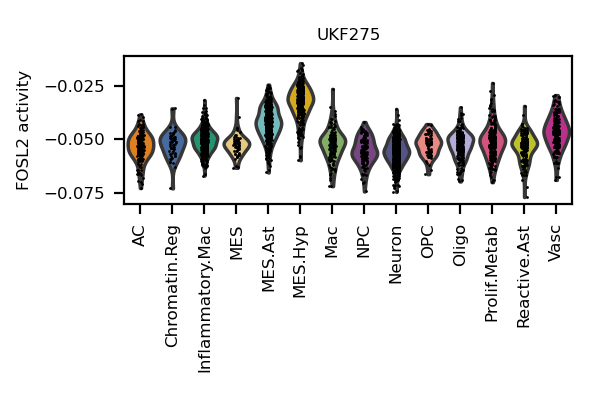 UKF275
FOSL2 activity
−0.025
−0.050
−0.075
AC
Chromatin.Reg
Inflammatory.Mac
MES
MES.Ast
MES.Hyp
Mac
NPC
Neuron
OPC
Oligo
Prolif.Metab
Reactive.Ast
Vasc